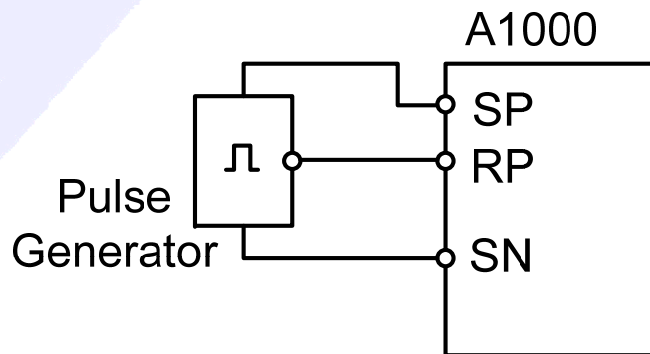 A1000
SP
RP
Pulse
Generator
SN